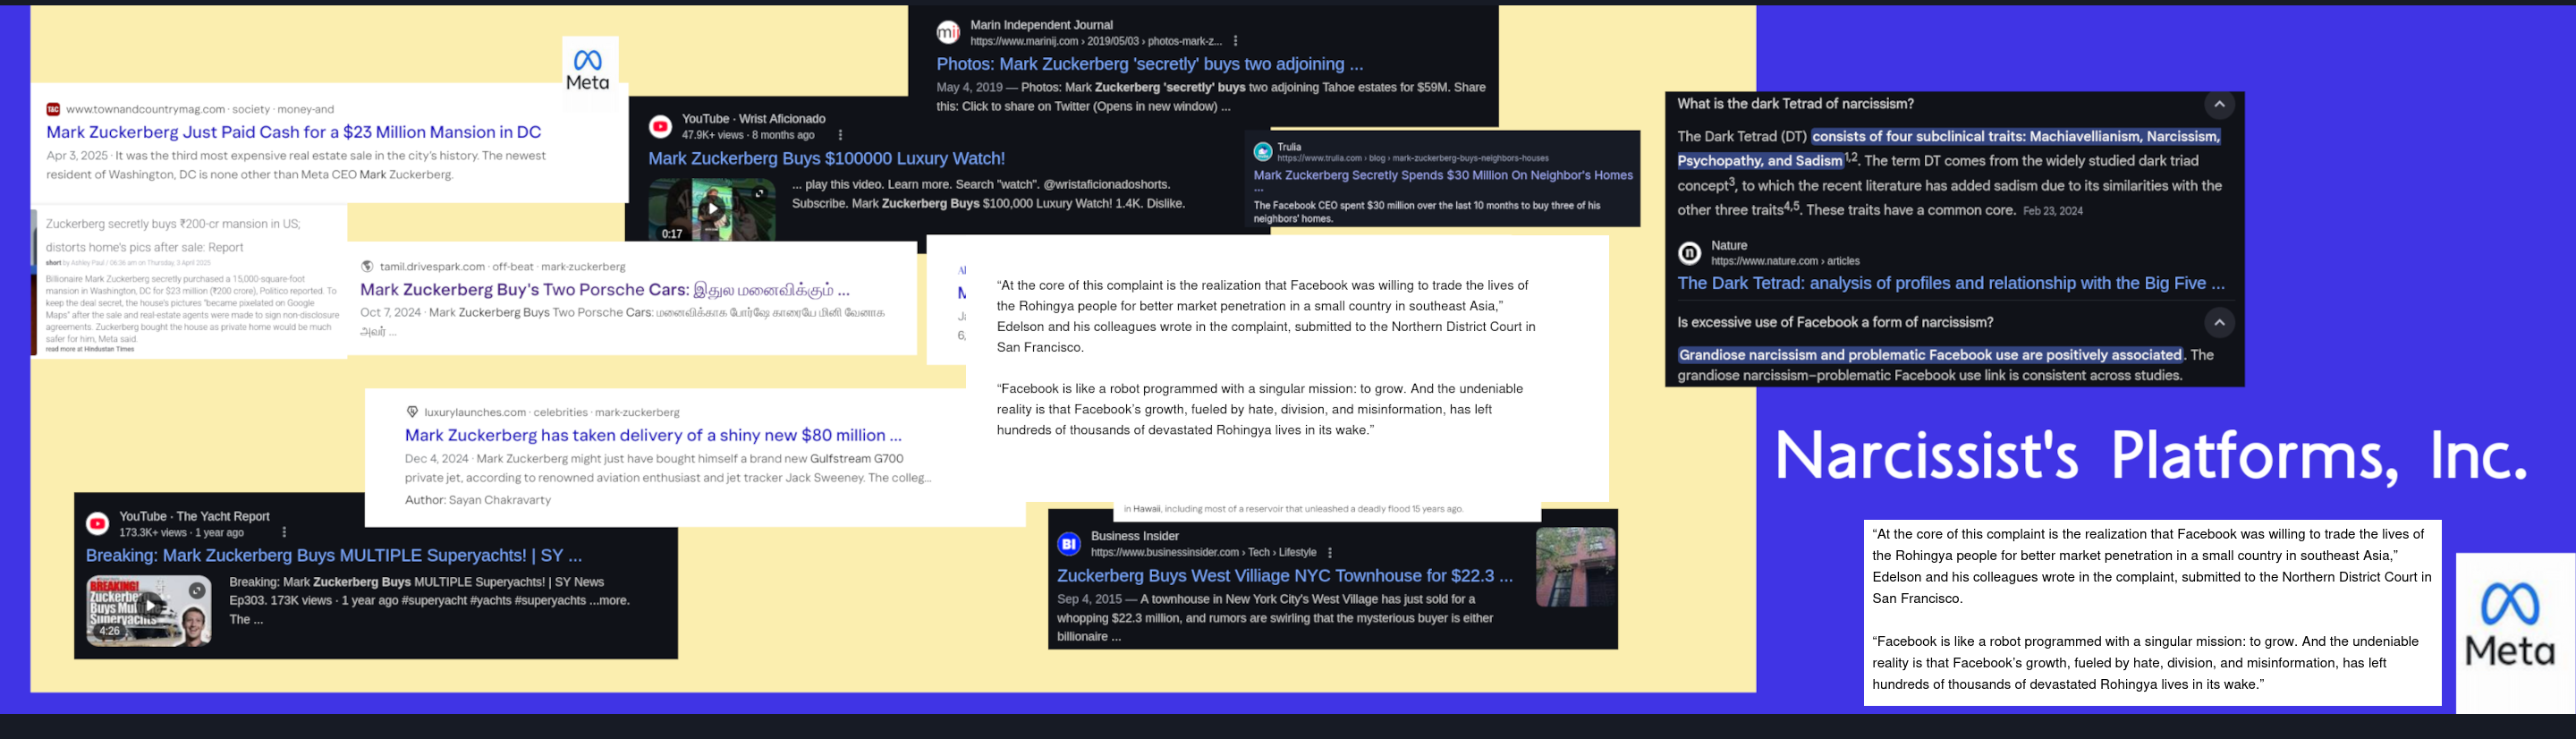 Meta
www.townandcountrymag.com · society · money-and
Mark Zuckerberg Just Paid Cash for a $23 Million Mansion in DC
Apr 3, 2025 · It was the third most expensive real estate sale in the city's history. The newest
resident of Washington, DC is none other than Meta CEO Mark Zuckerberg.
Zuckerberg secretly buys ₹200-cr mansion in US;
distorts home's pics after sale: Report
short by Ashley Paul / 06:36 am on Thursday, 3 April 2025
Billionaire Mark Zuckerberg secretly purchased a 15,000-square-foot
mansion in Washington, DC for $23 million (₹200 crore), Politico reported. To
keep the deal secret, the house's pictures "became pixelated on Google
Maps" after the sale and real-estate agents were made to sign non-disclosure
agreements. Zuckerberg bought the house as private home would be much
safer for him, Meta said.
read more at Hindustan Times
Marin Independent Journal
https://www.marinij.com › 2019/05/03 › photos-mark-z...
Photos: Mark Zuckerberg 'secretly' buys two adjoining ...
May 4, 2019 — Photos: Mark Zuckerberg 'secretly' buys two adjoining Tahoe estates for $59M. Share
this: Click to share on Twitter (Opens in new window) ...
YouTube · Wrist Aficionado
47.9K+ views · 8 months ago
Mark Zuckerberg Buys $100000 Luxury Watch!
0:17
... play this video. Learn more. Search "watch". @wristaficionadoshorts.
Subscribe. Mark Zuckerberg Buys $100,000 Luxury Watch! 1.4K. Dislike.
Trulia
https://www.trulia.com › blog › mark-zuckerberg-buys-neighbors-houses
Mark Zuckerberg Secretly Spends $30 Million On Neighbor's Homes
...
The Facebook CEO spent $30 million over the last 10 months to buy three of his
neighbors' homes.
tamil.drivespark.com · off-beat · mark-zuckerberg
Mark Zuckerberg Buy's Two Porsche Cars: இதுல மனைவிக்கும் ...
Oct 7, 2024 · Mark Zuckerberg Buys Two Porsche Cars: மனைவிக்காக போர்ஷே காரையே மினி வேனாக
அவர் ...
“At the core of this complaint is the realization that Facebook was willing to trade the lives of
the Rohingya people for better market penetration in a small country in southeast Asia,”
Edelson and his colleagues wrote in the complaint, submitted to the Northern District Court in
San Francisco.
“Facebook is like a robot programmed with a singular mission: to grow. And the undeniable
reality is that Facebook’s growth, fueled by hate, division, and misinformation, has left
hundreds of thousands of devastated Rohingya lives in its wake.”
luxurylaunches.com · celebrities · mark-zuckerberg
Mark Zuckerberg has taken delivery of a shiny new $80 million ...
Dec 4, 2024 · Mark Zuckerberg might just have bought himself a brand new Gulfstream G700
private jet, according to renowned aviation enthusiast and jet tracker Jack Sweeney. The colleg...
Author: Sayan Chakravarty
YouTube · The Yacht Report
173.3K+ views · 1 year ago
Breaking: Mark Zuckerberg Buys MULTIPLE Superyachts! | SY ...
BREAKING!
Zuckerberg
Buys Mul
Superyachts
4:26
Breaking: Mark Zuckerberg Buys MULTIPLE Superyachts! | SY News
Ep303. 173K views · 1 year ago #superyacht #yachts #superyachts ...more.
The ...
in Hawaii, including most of a reservoir that unleashed a deadly flood 15 years ago.
BI
Business Insider
https://www.businessinsider.com › Tech › Lifestyle
Zuckerberg Buys West Villiage NYC Townhouse for $22.3 ...
Sep 4, 2015 — A townhouse in New York City's West Village has just sold for a
whopping $22.3 million, and rumors are swirling that the mysterious buyer is either
billionaire ...
What is the dark Tetrad of narcissism?
The Dark Tetrad (DT) consists of four subclinical traits: Machiavellianism, Narcissism,
Psychopathy, and Sadism1,2. The term DT comes from the widely studied dark triad
concept3, to which the recent literature has added sadism due to its similarities with the
other three traits4,5. These traits have a common core. Feb 23, 2024
Nature
https://www.nature.com › articles
The Dark Tetrad: analysis of profiles and relationship with the Big Five ...
Is excessive use of Facebook a form of narcissism?
Grandiose narcissism and problematic Facebook use are positively associated. The
grandiose narcissism–problematic Facebook use link is consistent across studies.
Narcissist's Platforms, Inc.
“At the core of this complaint is the realization that Facebook was willing to trade the lives of
the Rohingya people for better market penetration in a small country in southeast Asia,”
Edelson and his colleagues wrote in the complaint, submitted to the Northern District Court in
San Francisco.
“Facebook is like a robot programmed with a singular mission: to grow. And the undeniable
reality is that Facebook’s growth, fueled by hate, division, and misinformation, has left
hundreds of thousands of devastated Rohingya lives in its wake.”
Meta